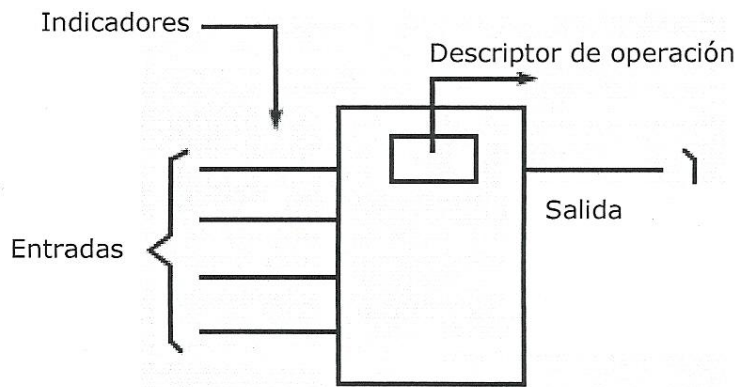 Indicadores
Descriptor de operación
Salida
Entradas